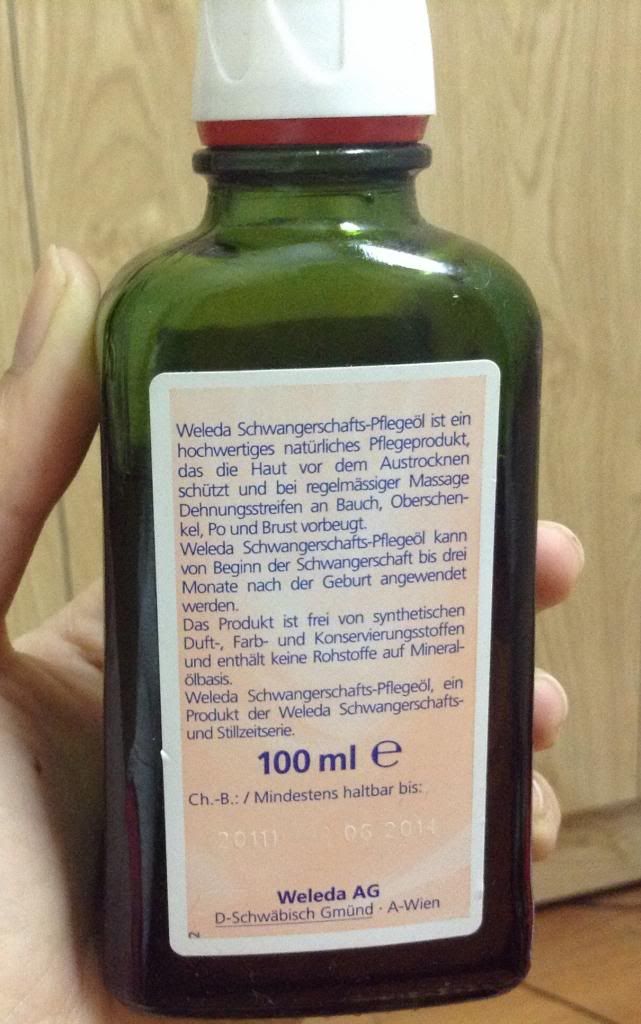 Weleda Schwangerschafts-Pflegeöl ist ein
hochwertiges natürliches Pflegeprodukt,
das die Haut vor dem Austrocknen
schützt und bei regelmässiger Massage
Dehnungsstreifen an Bauch, Oberschen-
kel, Po und Brust vorbeugt.
Weleda Schwangerschafts-Pflegeöl kann
von Beginn der Schwangerschaft bis drei
Monate nach der Geburt angewendet
werden.
Das Produkt ist frei von synthetischen
Duft-, Farb- und Konservierungsstoffen
und enthält keine Rohstoffe auf Mineral-
ölbasis.
Weleda Schwangerschafts-Pflegeöl, ein
Produkt der Weleda Schwangerschafts-
und Stillzeitserie.
100 ml e
Ch.-B.: / Mindestens haltbar bis:
06 2014
Weleda AG
D-Schwäbisch Gmünd · A-Wien
2